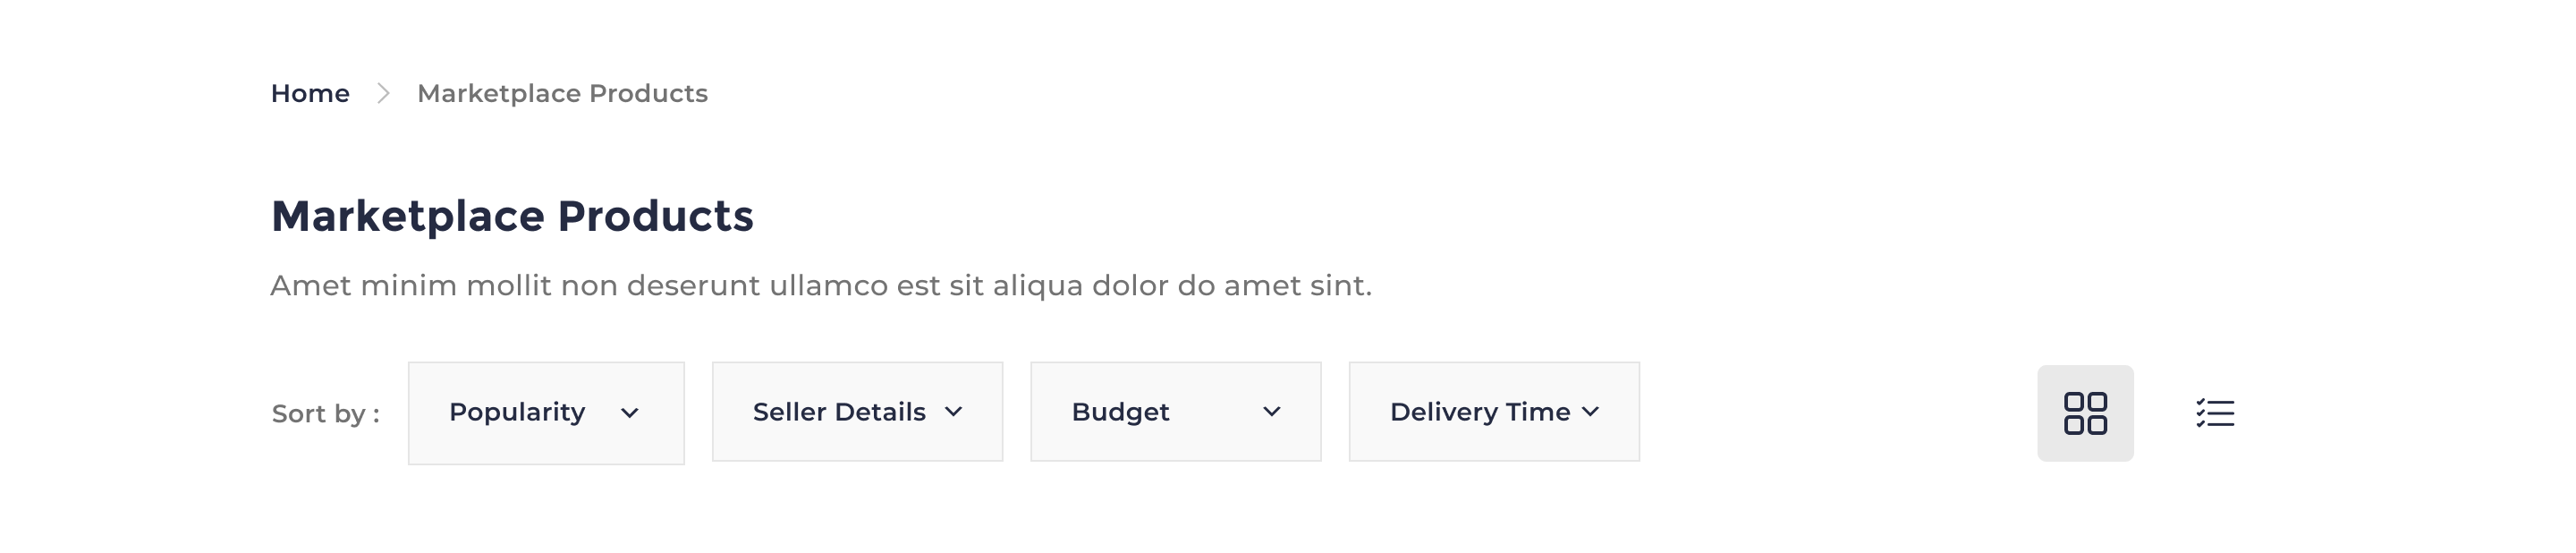 Home > Marketplace Products
Marketplace Products
Amet minim mollit non deserunt ullamco est sit aliqua dolor do amet sint.
Sort by : Popularity Seller Details Budget Delivery Time